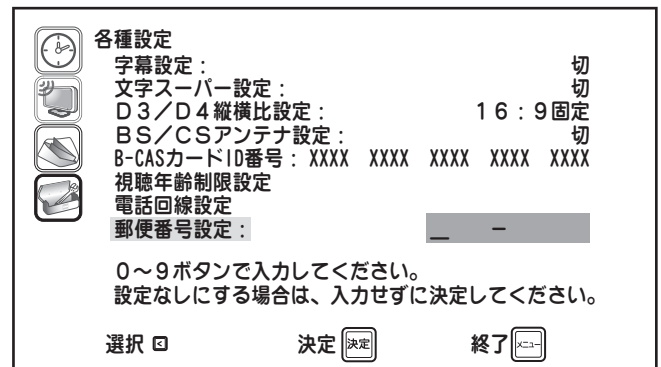 各種設定
字幕設定： 切
文字スーパー設定： 切
D3／D4縦横比設定： 16：9固定
BS／CSアンテナ設定： 切
B-CASカードID番号： XXXX XXXX XXXX XXXX XXXX
視聴年齢制限設定
電話回線設定
郵便番号設定： _ －
0～9ボタンで入力してください。
設定なしにする場合は、入力せずに決定してください。
選択 決定 決定 終了 メニュー